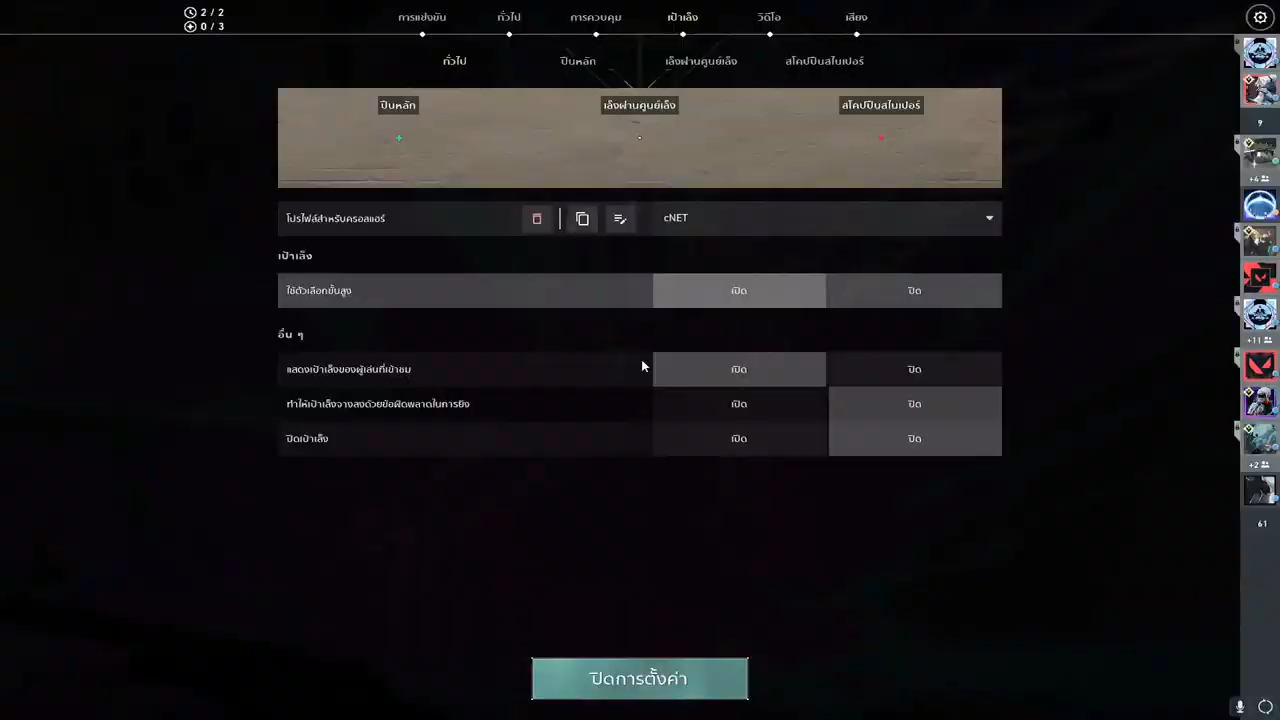 2 / 2
0 / 3
การแข่งขัน ทั่วไป การควบคุม เป้าเล็ง วิดีโอ เสียง
ทั่วไป ปืนหลัก เล็งผ่านศูนย์เล็ง สโคปปืนสไนเปอร์
ปืนหลัก เล็งผ่านศูนย์เล็ง สโคปปืนสไนเปอร์
โปรไฟล์สำหรับครอสแฮร์ cNET
เป้าเล็ง
ใช้ตัวเลือกขั้นสูง เปิด ปิด
อื่น ๆ
แสดงเป้าเล็งของผู้เล่นที่เข้าชม เปิด ปิด
ทำให้เป้าเล็งจางลงด้วยข้อผิดพลาดในการยิง เปิด ปิด
ปิดเป้าเล็ง เปิด ปิด
ปิดการตั้งค่า
9
+4
+11
+2
61